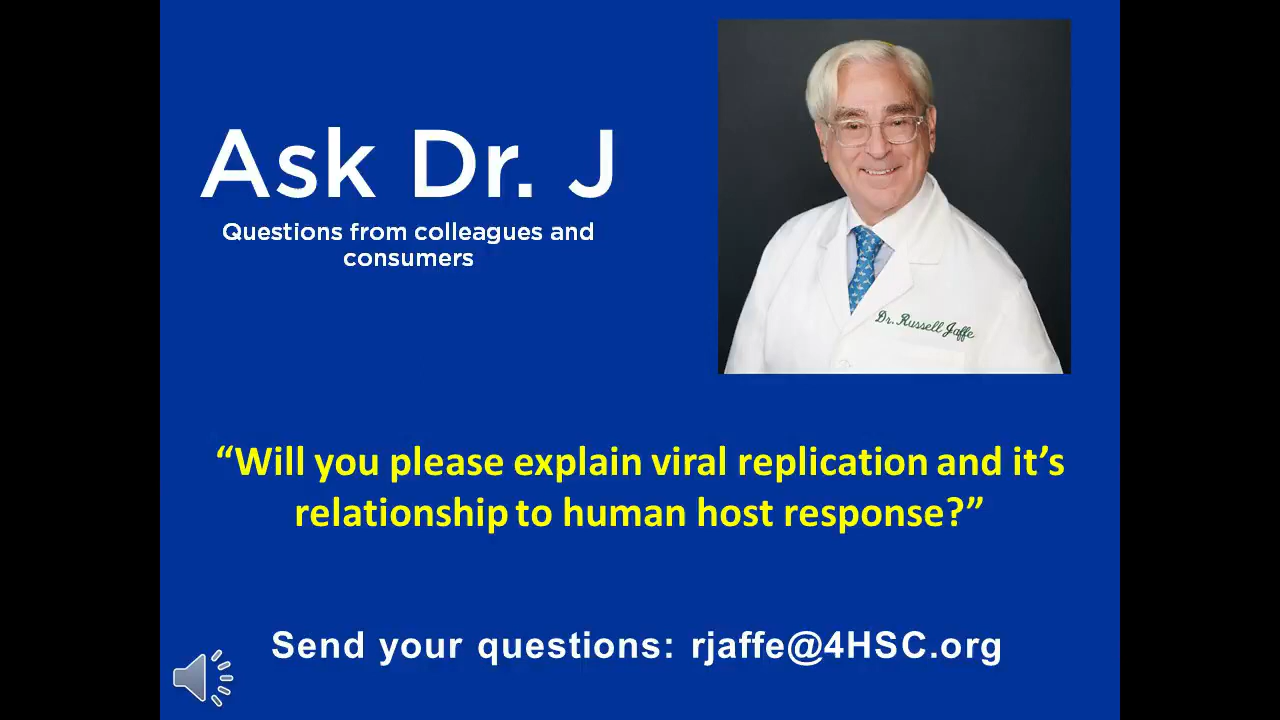 Ask Dr. J
Questions from colleagues and
consumers
Dr. Russell Jaffe
“Will you please explain viral replication and it’s
relationship to human host response?”
Send your questions: rjaffe@4HSC.org